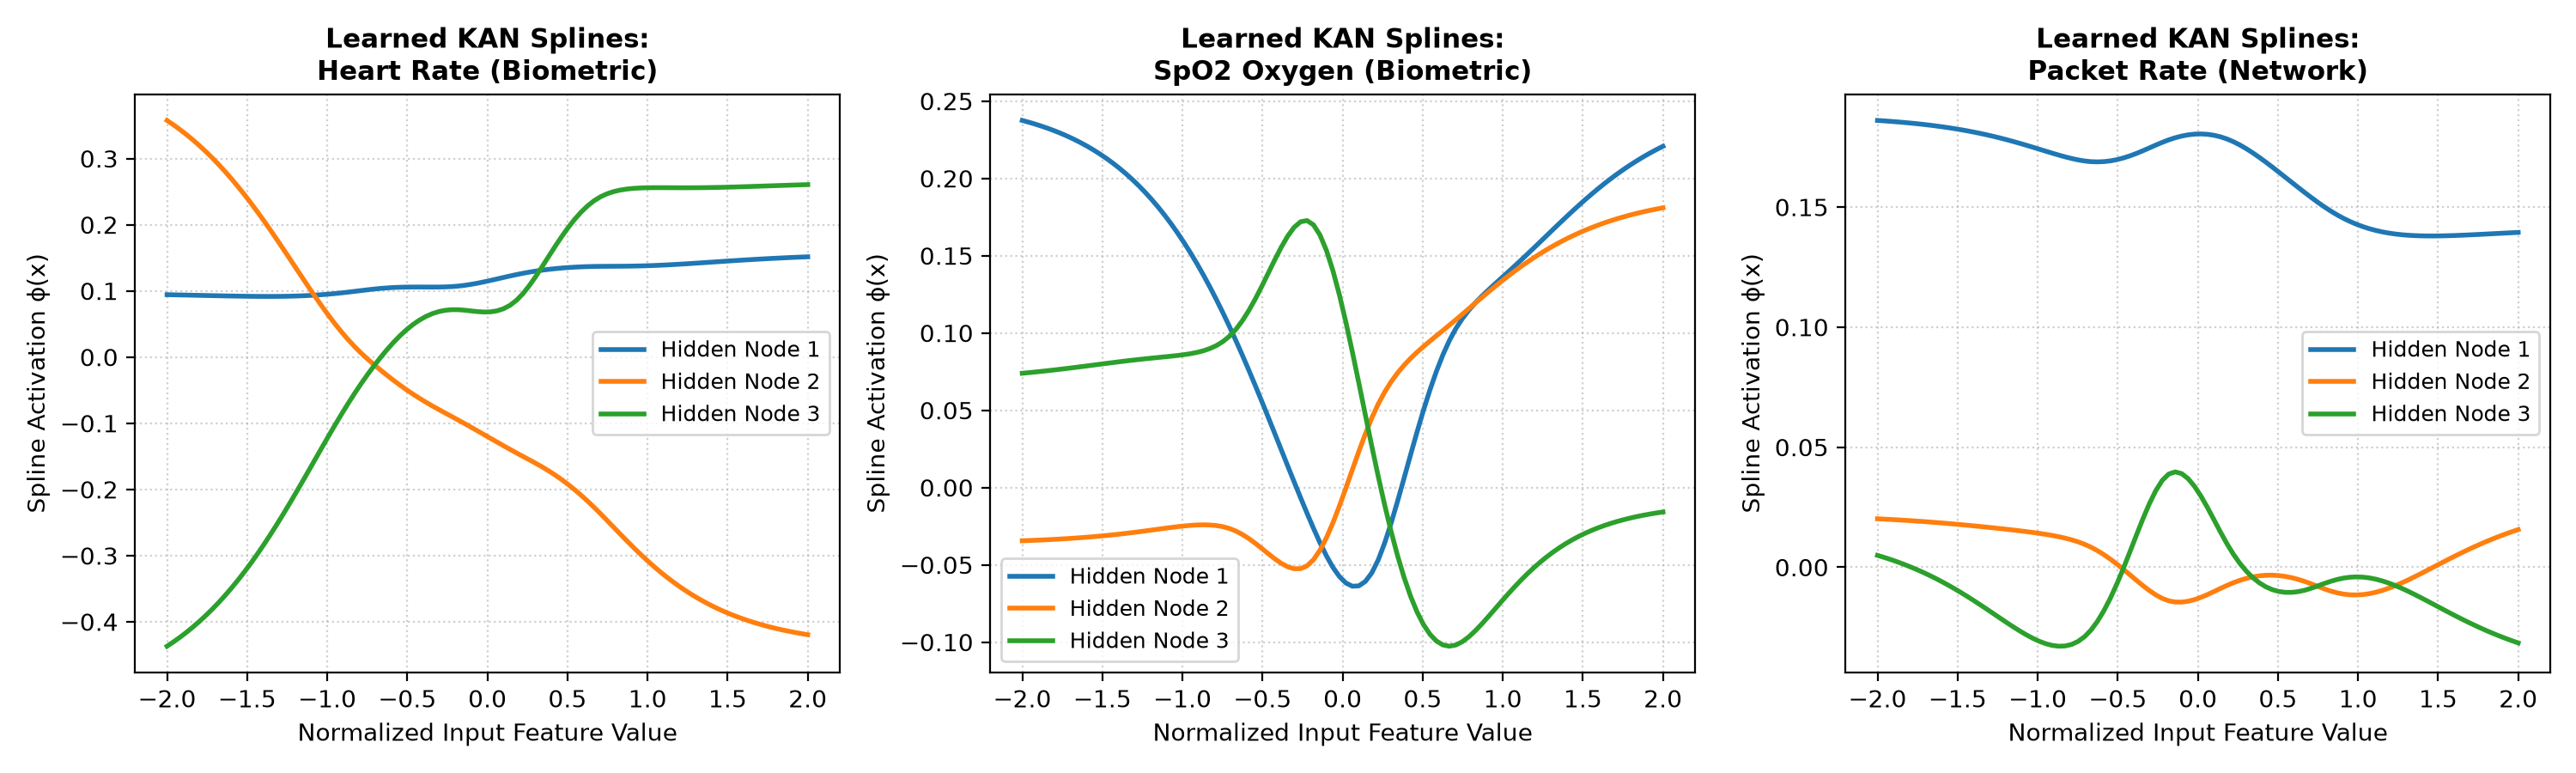 Learned KAN Splines:
Heart Rate (Biometric)
Spline Activation ϕ(x)
0.3
0.2
0.1
0.0
−0.1
−0.2
−0.3
−0.4
Hidden Node 1
Hidden Node 2
Hidden Node 3
−2.0 −1.5 −1.0 −0.5 0.0 0.5 1.0 1.5 2.0
Normalized Input Feature Value
Learned KAN Splines:
SpO2 Oxygen (Biometric)
Spline Activation ϕ(x)
0.25
0.20
0.15
0.10
0.05
0.00
−0.05
−0.10
Hidden Node 1
Hidden Node 2
Hidden Node 3
−2.0 −1.5 −1.0 −0.5 0.0 0.5 1.0 1.5 2.0
Normalized Input Feature Value
Learned KAN Splines:
Packet Rate (Network)
Spline Activation ϕ(x)
0.15
0.10
0.05
0.00
Hidden Node 1
Hidden Node 2
Hidden Node 3
−2.0 −1.5 −1.0 −0.5 0.0 0.5 1.0 1.5 2.0
Normalized Input Feature Value